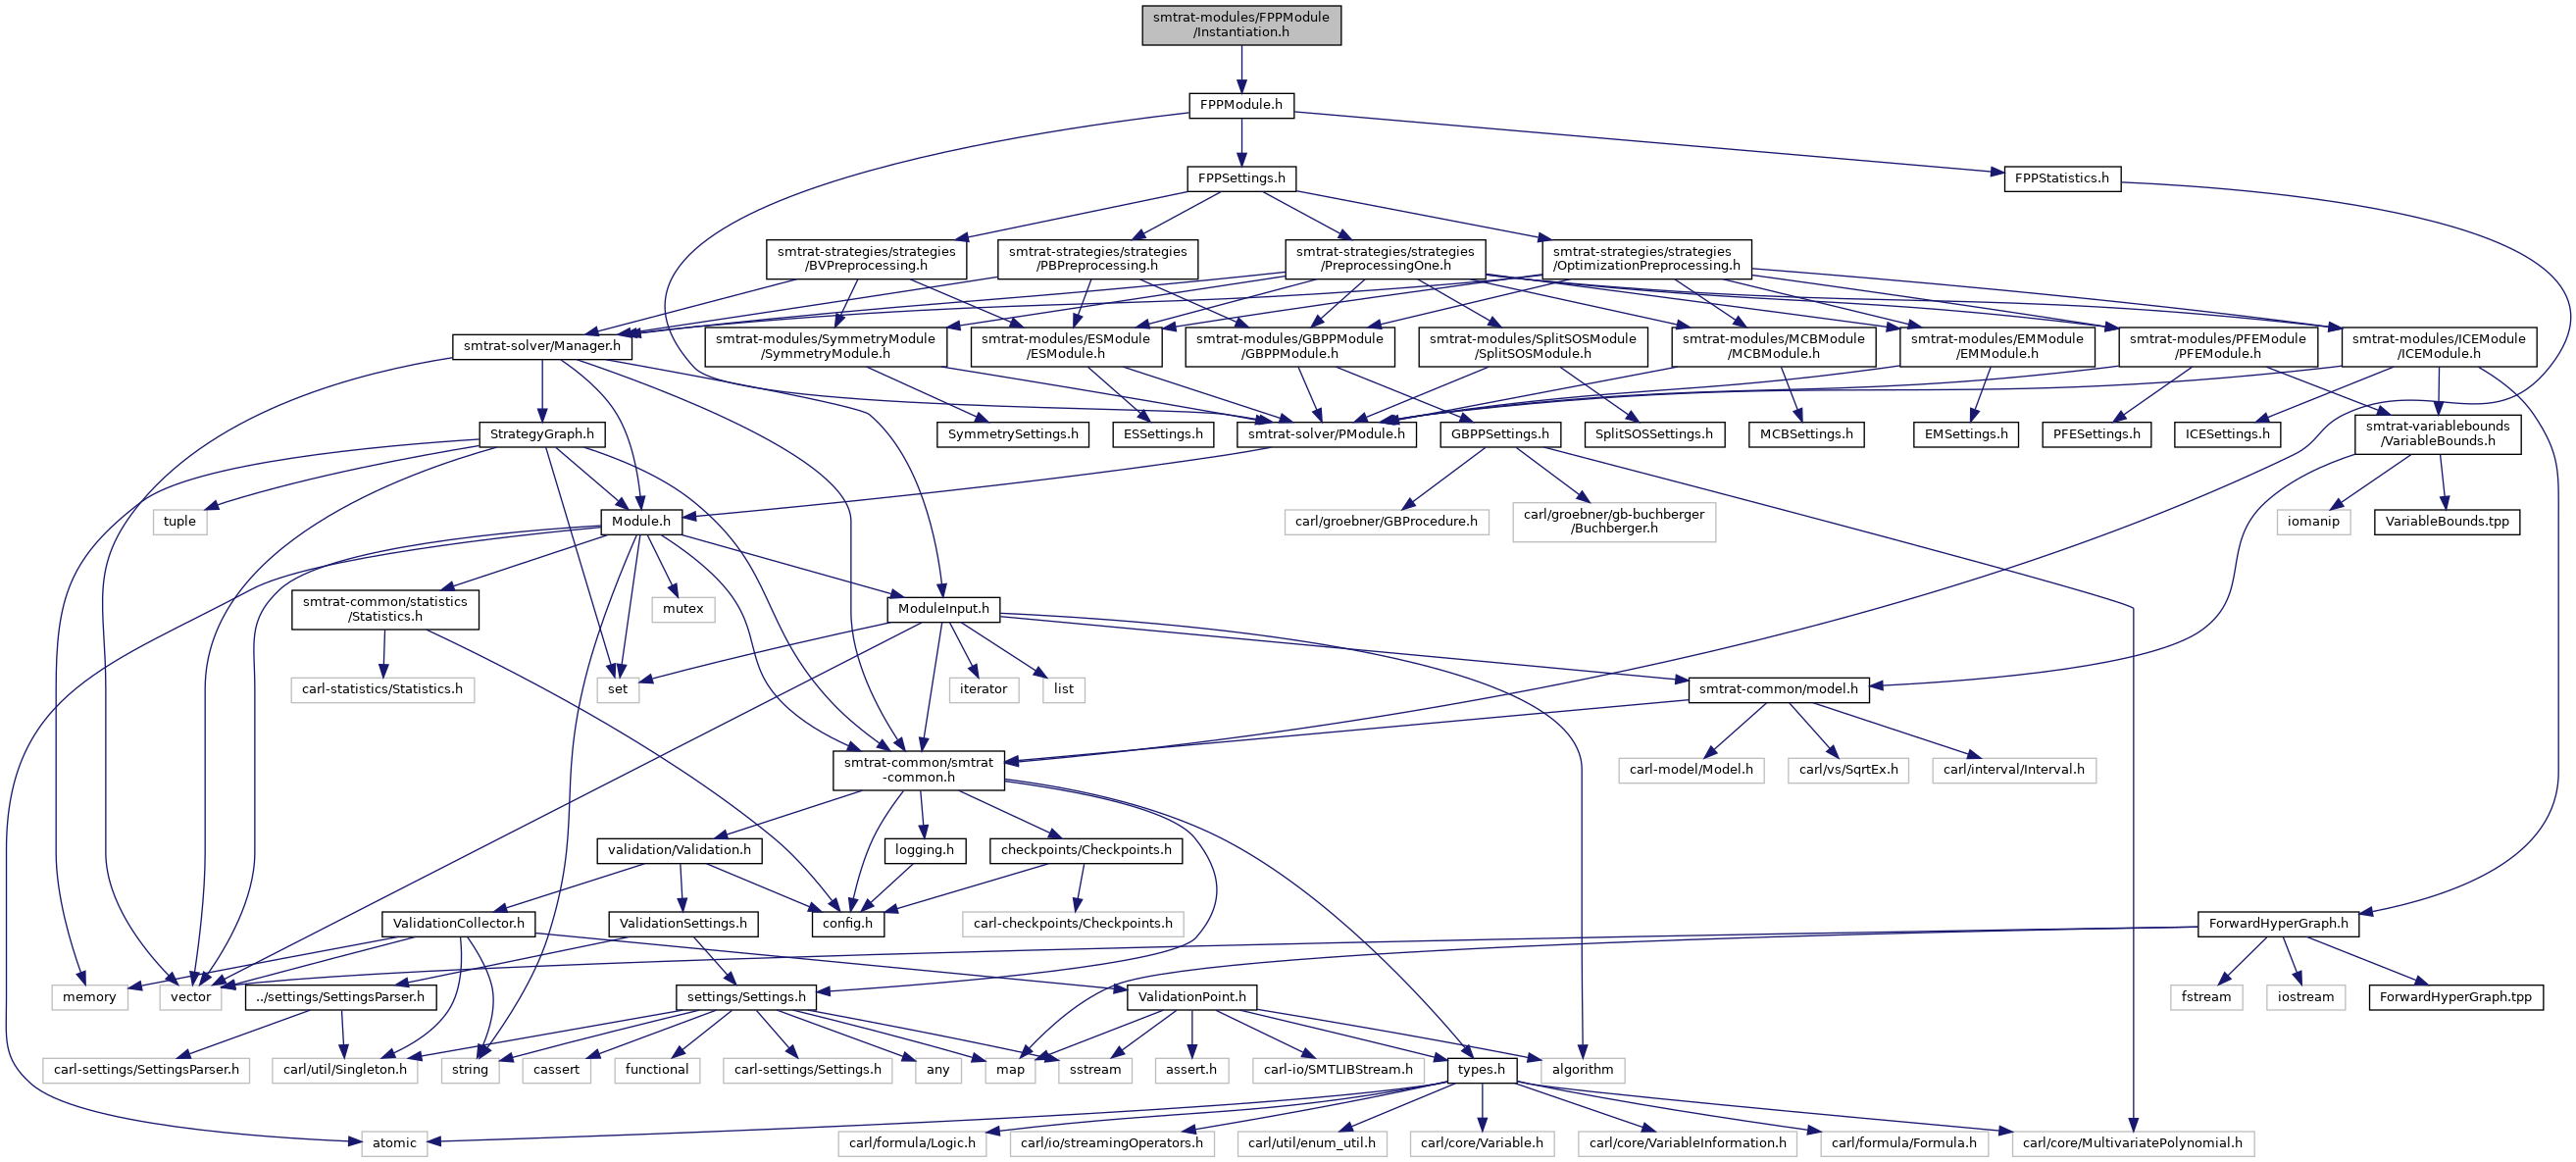 smtrat-modules/FPPModule
/Instantiation.h
FPPModule.h
FPPSettings.h
FPPStatistics.h
smtrat-strategies/strategies
/BVPreprocessing.h
smtrat-strategies/strategies
/PBPreprocessing.h
smtrat-strategies/strategies
/PreprocessingOne.h
smtrat-strategies/strategies
/OptimizationPreprocessing.h
smtrat-solver/Manager.h
smtrat-modules/SymmetryModule
/SymmetryModule.h
smtrat-modules/ESModule
/ESModule.h
smtrat-modules/GBPPModule
/GBPPModule.h
smtrat-modules/SplitSOSModule
/SplitSOSModule.h
smtrat-modules/MCBModule
/MCBModule.h
smtrat-modules/EMModule
/EMModule.h
smtrat-modules/PFEModule
/PFEModule.h
smtrat-modules/ICEModule
/ICEModule.h
StrategyGraph.h
SymmetrySettings.h
ESSettings.h
smtrat-solver/PModule.h
GBPPSettings.h
SplitSOSSettings.h
MCBSettings.h
EMSettings.h
PFESettings.h
ICESettings.h
smtrat-variablebounds
/VariableBounds.h
tuple
Module.h
carl/groebner/GBProcedure.h
carl/groebner/gb-buchberger
/Buchberger.h
iomanip
VariableBounds.tpp
smtrat-common/statistics
/Statistics.h
mutex
ModuleInput.h
carl-statistics/Statistics.h
set
iterator
list
smtrat-common/model.h
smtrat-common/smtrat
-common.h
carl-model/Model.h
carl/vs/SqrtEx.h
carl/interval/Interval.h
validation/Validation.h
logging.h
checkpoints/Checkpoints.h
ValidationCollector.h
ValidationSettings.h
config.h
carl-checkpoints/Checkpoints.h
ForwardHyperGraph.h
memory
vector
../settings/SettingsParser.h
settings/Settings.h
ValidationPoint.h
fstream
iostream
ForwardHyperGraph.tpp
carl-settings/SettingsParser.h
carl/util/Singleton.h
string
cassert
functional
carl-settings/Settings.h
any
map
sstream
assert.h
carl-io/SMTLIBStream.h
types.h
algorithm
atomic
carl/formula/Logic.h
carl/io/streamingOperators.h
carl/util/enum_util.h
carl/core/Variable.h
carl/core/VariableInformation.h
carl/formula/Formula.h
carl/core/MultivariatePolynomial.h